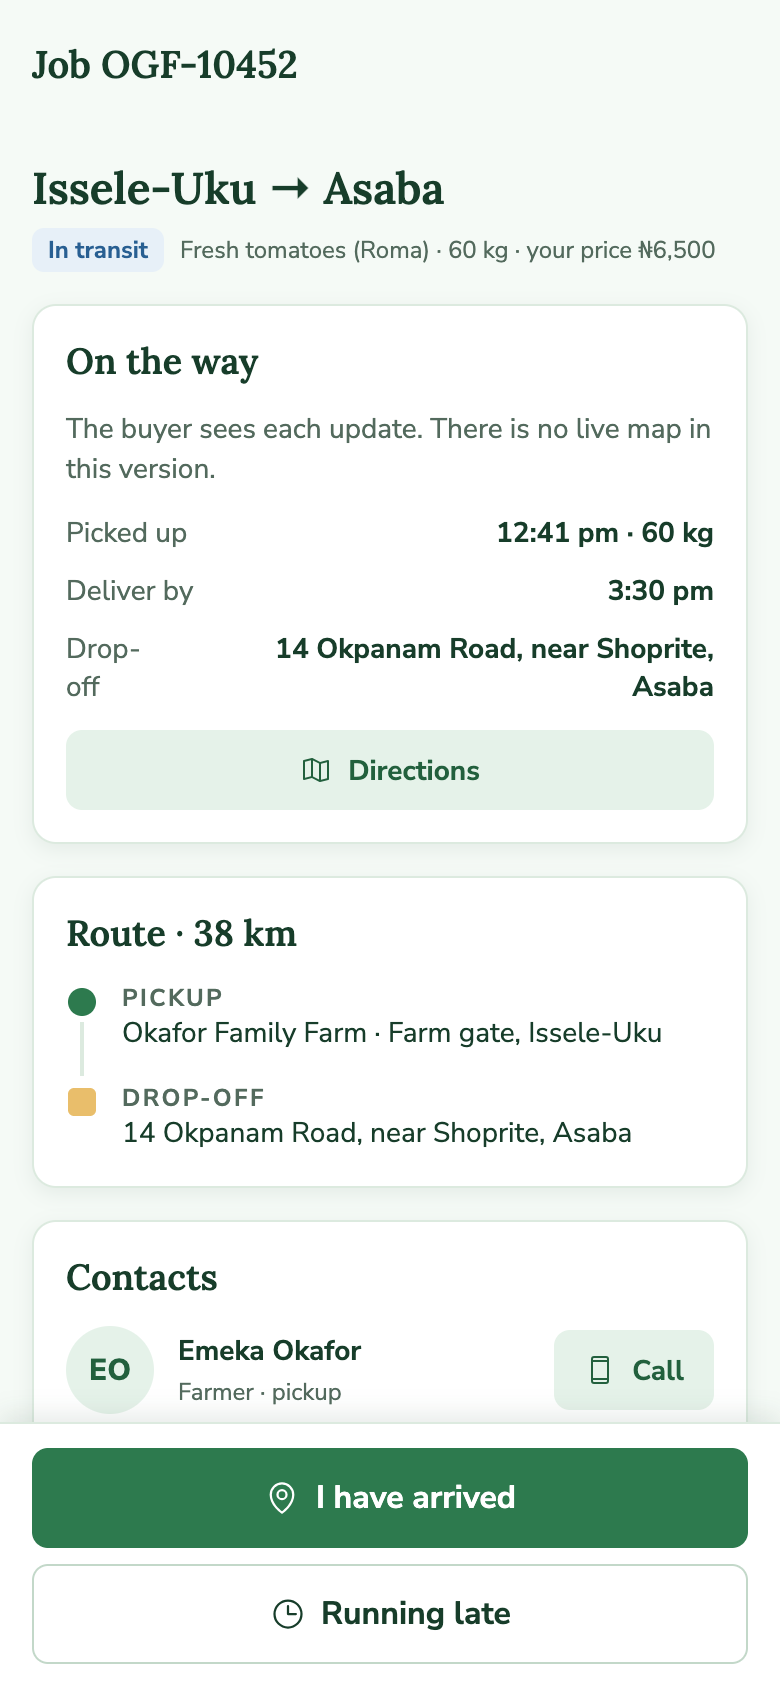 Job OGF-10452
Issele-Uku → Asaba
In transit
Fresh tomatoes (Roma) · 60 kg · your price ₦6,500
On the way
The buyer sees each update. There is no live map in
this version.
Picked up
12:41 pm · 60 kg
Deliver by
3:30 pm
Drop-
off
14 Okpanam Road, near Shoprite,
Asaba
Directions
Route · 38 km
PICKUP
Okafor Family Farm · Farm gate, Issele-Uku
DROP-OFF
14 Okpanam Road, near Shoprite, Asaba
Contacts
EO
Emeka Okafor
Farmer · pickup
Call
I have arrived
Running late